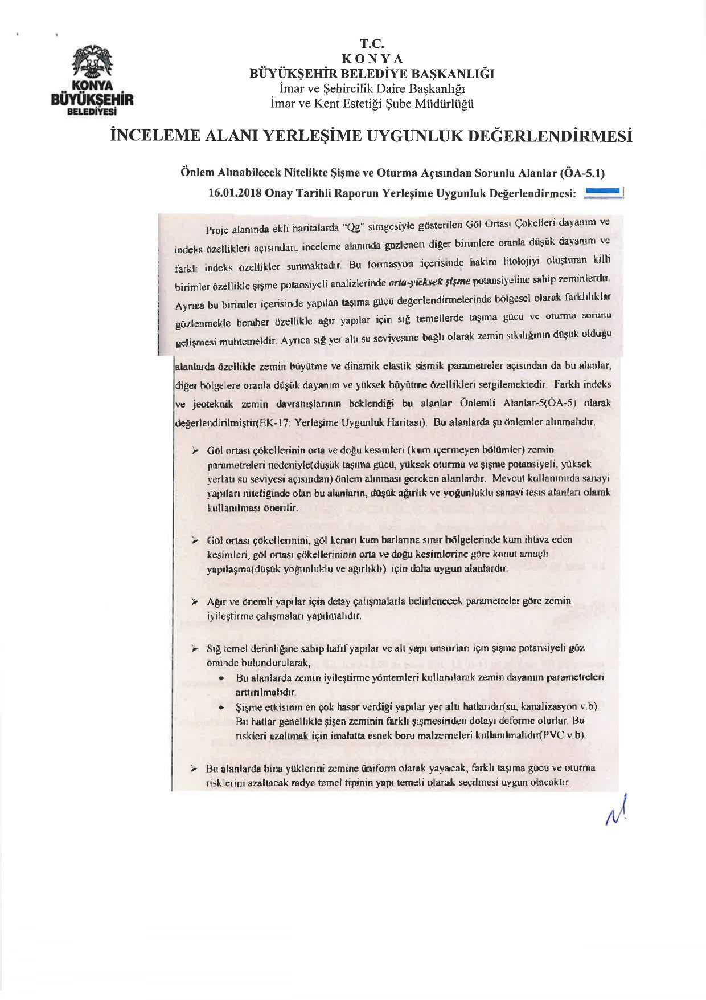 T.C.
K O N Y A
BÜYÜKŞEHİR BELEDİYE BAŞKANLIĞI
İmar ve Şehircilik Daire Başkanlığı
İmar ve Kent Estetiği Şube Müdürlüğü
KONYA
BÜYÜKŞEHİR
BELEDİYESİ
İNCELEME ALANI YERLEŞİME UYGUNLUK DEĞERLENDİRMESİ
Önlem Alınabilecek Nitelikte Şişme ve Oturma Açısından Sorunlu Alanlar (ÖA-5.1)
16.01.2018 Onay Tarihli Raporun Yerleşime Uygunluk Değerlendirmesi:
Proje alanında ekli haritalarda "Qg" simgesiyle gösterilen Göl Ortası Çökelleri dayanım ve
indeks özellikleri açısından, inceleme alanında gözlenen diğer birimlere oranla düşük dayanım ve
farklı indeks özellikler sunmaktadır. Bu formasyon içerisinde hakim litolojiyi oluşturan killi
birimler özellikle şişme potansiyeli analizlerinde orta-yüksek şişme potansiyeline sahip zeminlerdir.
Ayrıca bu birimler içerisinde yapılan taşıma gücü değerlendirmelerinde bölgesel olarak farklılıklar
gözlenmekle beraber özellikle ağır yapılar için sığ temellerde taşıma gücü ve oturma sorunu
gelişmesi muhtemeldir. Ayrıca sığ yer altı su seviyesine bağlı olarak zemin sıkılığının düşük olduğu
alanlarda özellikle zemin büyütme ve dinamik elastik sismik parametreler açısından da bu alanlar,
diğer bölgelere oranla düşük dayanım ve yüksek büyütme özellikleri sergilemektedir. Farklı indeks
ve jeoteknik zemin davranışlarının beklendiği bu alanlar Önlemli Alanlar-5(ÖA-5) olarak
değerlendirilmiştir(EK-17: Yerleşime Uygunluk Haritası). Bu alanlarda şu önlemler alınmalıdır.
➢ Göl ortası çökellerinin orta ve doğu kesimleri (kum içermeyen bölümler) zemin
parametreleri nedeniyle(düşük taşıma gücü, yüksek oturma ve şişme potansiyeli, yüksek
yeraltı su seviyesi açısından) önlem alınması gereken alanlardır. Mevcut kullanımıda sanayi
yapıları niteliğinde olan bu alanların, düşük ağırlık ve yoğunluklu sanayi tesis alanları olarak
kullanılması önerilir.
➢ Göl ortası çökellerinini, göl kenarı kum barlarına sınır bölgelerinde kum ihtiva eden
kesimleri, göl ortası çökellerininin orta ve doğu kesimlerine göre konut amaçlı
yapılaşma(düşük yoğunluklu ve ağırlıklı) için daha uygun alanlardır.
➢ Ağır ve önemli yapılar için detay çalışmalarla belirlenecek parametreler göre zemin
iyileştirme çalışmaları yapılmalıdır.
➢ Sığ temel derinliğine sahip hafif yapılar ve alt yapı unsurları için şişme potansiyeli göz
önünde bulundurularak,
• Bu alanlarda zemin iyileştirme yöntemleri kullanılarak zemin dayanım parametreleri
arttırılmalıdır.
• Şişme etkisinin en çok hasar verdiği yapılar yer altı hatlarıdır(su, kanalizasyon v.b).
Bu hatlar genellikle şişen zeminin farklı şişmesinden dolayı deforme olurlar. Bu
riskleri azaltmak için imalatta esnek boru malzemeleri kullanılmalıdır(PVC v.b).
➢ Bu alanlarda bina yüklerini zemine üniform olarak yayacak, farklı taşıma gücü ve oturma
risklerini azaltacak radye temel tipinin yapı temeli olarak seçilmesi uygun olacaktır.